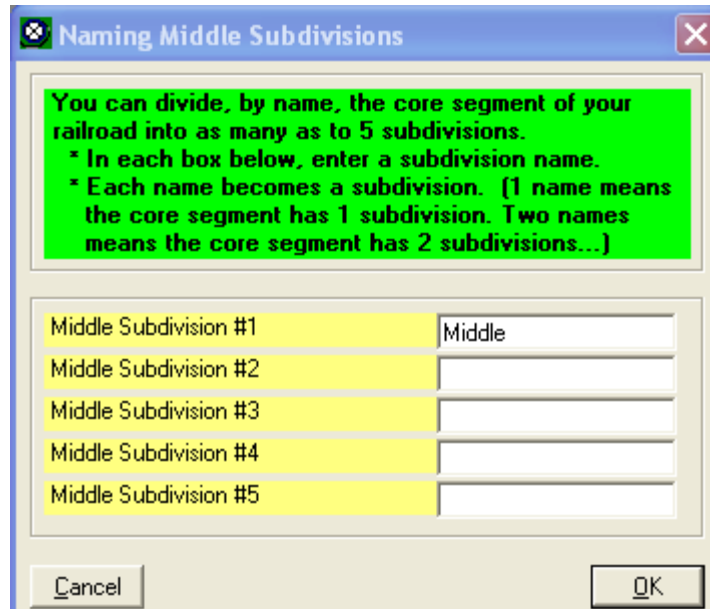 Naming Middle Subdivisions
You can divide, by name, the core segment of your
railroad into as many as to 5 subdivisions.
* In each box below, enter a subdivision name.
* Each name becomes a subdivision. (1 name means
the core segment has 1 subdivision. Two names
means the core segment has 2 subdivisions...)
Middle Subdivision #1 Middle
Middle Subdivision #2
Middle Subdivision #3
Middle Subdivision #4
Middle Subdivision #5
Cancel OK